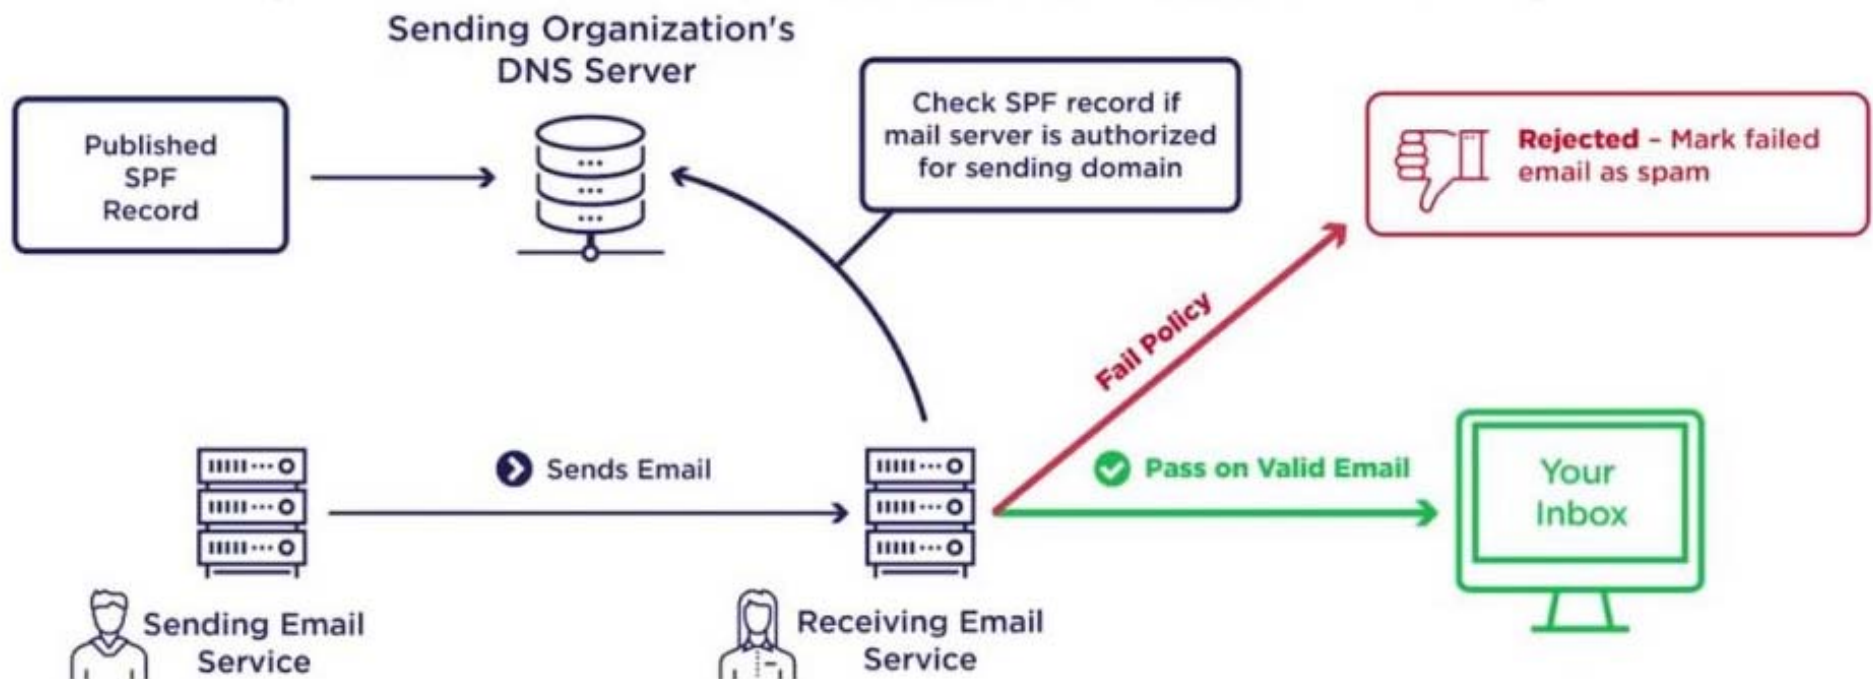 Sending Organization's
DNS Server
Published
SPF
Record
Check SPF record if
mail server is authorized
for sending domain
Rejected – Mark failed
email as spam
Fail Policy
Sends Email
Pass on Valid Email
Your
Inbox
Sending Email
Service
Receiving Email
Service